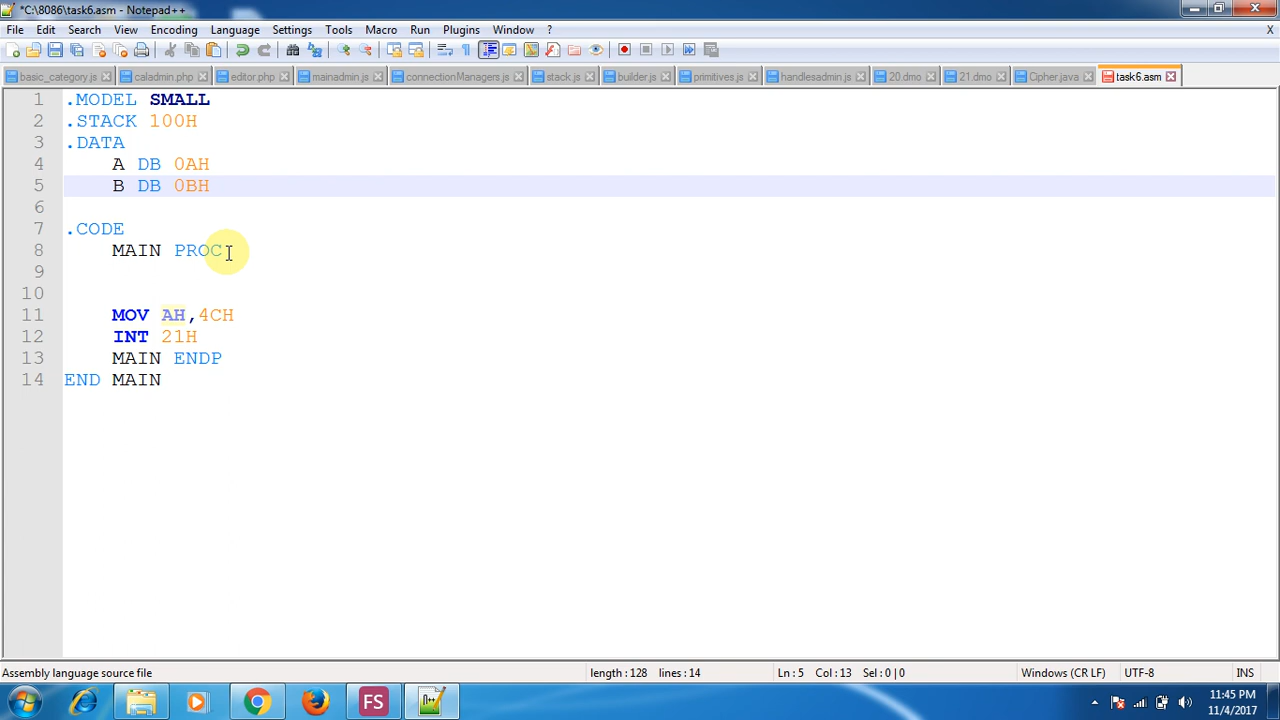 *C:\8086\task6.asm - Notepad++
File Edit Search View Encoding Language Settings Tools Macro Run Plugins Window ? X
basic_category.js caladmin.php editor.php mainadmin.js connectionManagers.js stack.js builder.js primitives.js handlesselm.js 20.dmo 21.dmo Cipher.java task6.asm
1 .MODEL SMALL
2 .STACK 100H
3 .DATA
4 A DB 0AH
5 B DB 0BH
6
7 .CODE
8 MAIN PROC
9
10
11 MOV AH,4CH
12 INT 21H
13 MAIN ENDP
14 END MAIN
Assembly language source file length : 128 lines : 14 Ln : 5 Col : 13 Sel : 0 | 0 Windows (CR LF) UTF-8 INS
FS
11:45 PM
11/4/2017